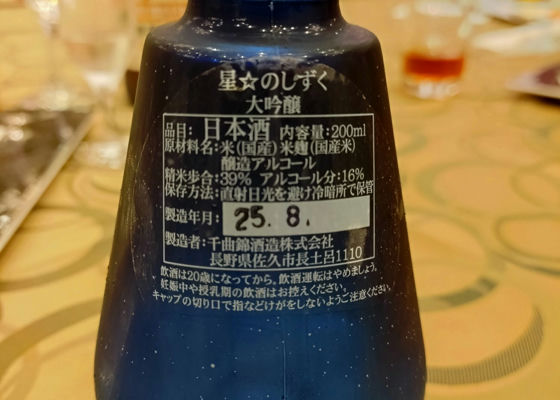 星☆のしずく
大吟醸
品目：日本酒 内容量：200ml
原材料名：米（国産）米麹（国産米）
醸造アルコール
精米歩合：39% アルコール分：16%
保存方法：直射日光を避け冷暗所で保管
製造年月：25. 8.
製造者：千曲錦酒造株式会社
長野県佐久市長土呂1110
飲酒は20歳になってから。飲酒運転はやめましょう。
妊娠中や授乳期の飲酒はお控えください。
キャップの切り口で指などけがをしないようご注意ください。